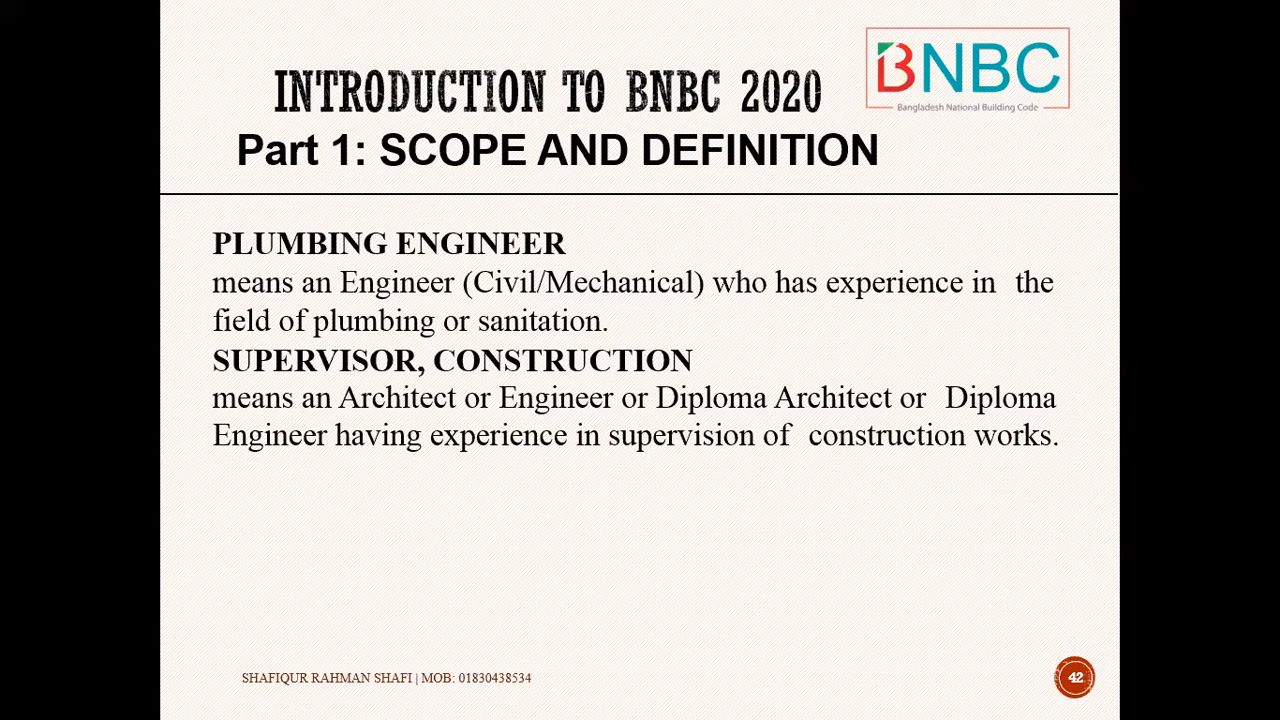 INTRODUCTION TO BNBC 2020
BNBC
Bangladesh National Building Code
Part 1: SCOPE AND DEFINITION
PLUMBING ENGINEER
means an Engineer (Civil/Mechanical) who has experience in the
field of plumbing or sanitation.
SUPERVISOR, CONSTRUCTION
means an Architect or Engineer or Diploma Architect or Diploma
Engineer having experience in supervision of construction works.
SHAFIQUR RAHMAN SHAFI | MOB: 01830438534
42